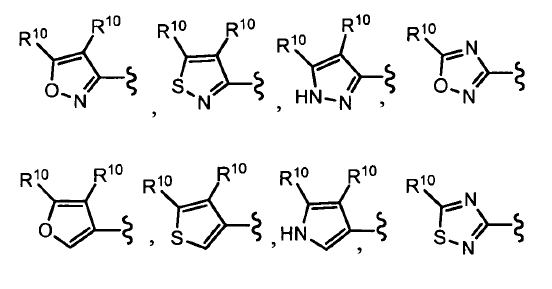 R10 R10 R10 R10 R10 R10 R10
O N , S N , HN N , O N N
R10 R10 R10 R10 R10 R10 R10
O , S , HN , S N N